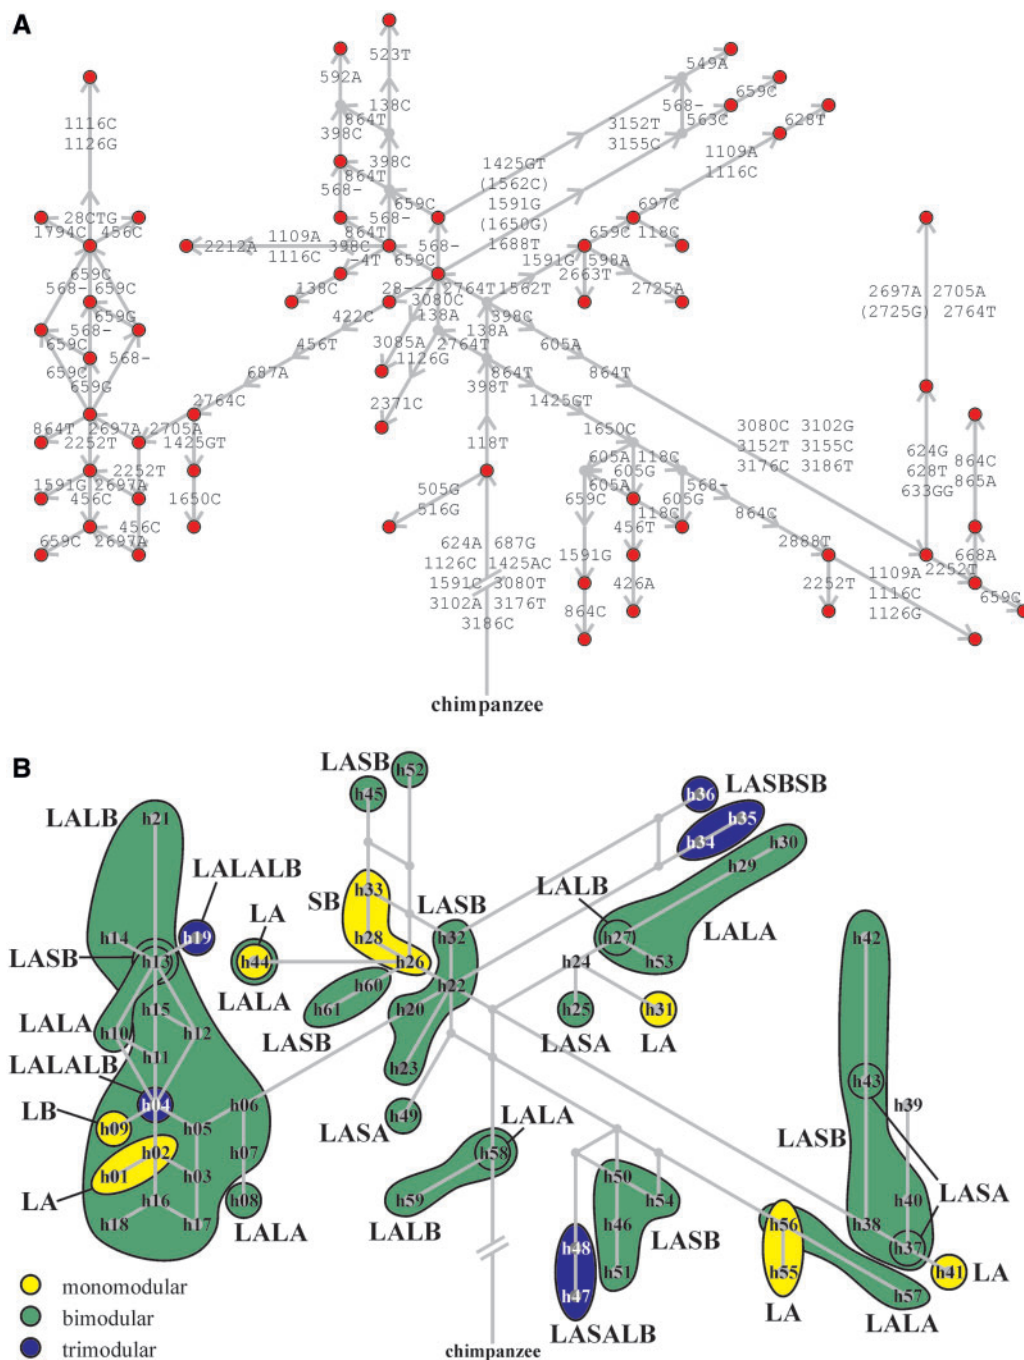 A
523T
592A
549A
138C
659C
864T
568-
398C
563C
628T
3152T
3155C
1116C
1126G
1109A
1116C
398C
1425GT
864T
(1562C)
568-
1591G
697C
659C
(1650G)
28CTG
568-
1688T
659C
118C
1794C
456C
864T
2212A
1109A
398C
568-
1116C
-4T
659C
1591G
598A
2663T
659C
568-
659C
138C
28---
2764T
1562T
2725A
3080C
2697A
2705A
659G
422C
138A
138A
398C
(2725G)
2764T
568-
456T
3085A
2764T
605A
659C
568-
1126G
864T
864T
659C
687A
398T
1425GT
659G
2764C
2371C
864T
2697A
2705A
1650C
3080C
3102G
2252T
1425GT
118T
3152T
3155C
624G
864C
605A
118C
3176C
3186T
628T
865A
2252T
605G
633GG
1591G
2697A
505G
605A
568-
456C
1650C
516G
659C
118C
605G
864C
456C
456T
659C
2697A
624A
687G
2888T
668A
1126C
1425AC
1591G
1109A
2252T
1591C
3080T
426A
2252T
1116C
659C
3102A
3176T
864C
1126G
3186C
chimpanzee
B
LASB
h52
h36
LASBSB
h45
LALB
h21
h35
h34
h30
LALALB
LALB
h29
h33
SB
LASB
LA
h14
h19
h28
h32
h27
LALA
h42
LASB
h13
h44
h26
h24
h53
LALA
h60
h22
h15
h61
h20
h25
h31
LALA
h10
h12
LASB
LASA
LA
h11
h23
LALALB
h43
h04
h06
h49
LALA
h39
LB
h09
h05
LASA
LASB
h02
h07
h58
h01
h03
h50
LASA
LA
h16
h08
h59
h54
h40
h18
h17
LALB
h46
h56
h38
LALA
h48
LASB
h37
h51
h55
h41
LA
monomodular
h47
h57
bimodular
LASALB
LA
LALA
trimodular
chimpanzee